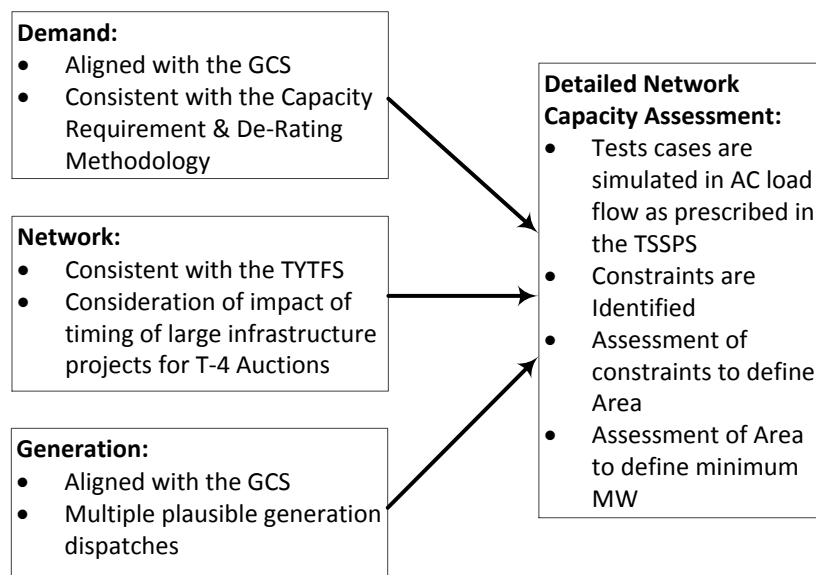 Demand:
• Aligned with the GCS
• Consistent with the Capacity
Requirement & De-Rating
Methodology
Network:
• Consistent with the TYTFS
• Consideration of impact of
timing of large infrastructure
projects for T-4 Auctions
Generation:
• Aligned with the GCS
• Multiple plausible generation
dispatches
Detailed Network
Capacity Assessment:
• Tests cases are
simulated in AC load
flow as prescribed in
the TSSPS
• Constraints are
Identified
• Assessment of
constraints to define
Area
• Assessment of Area
to define minimum
MW